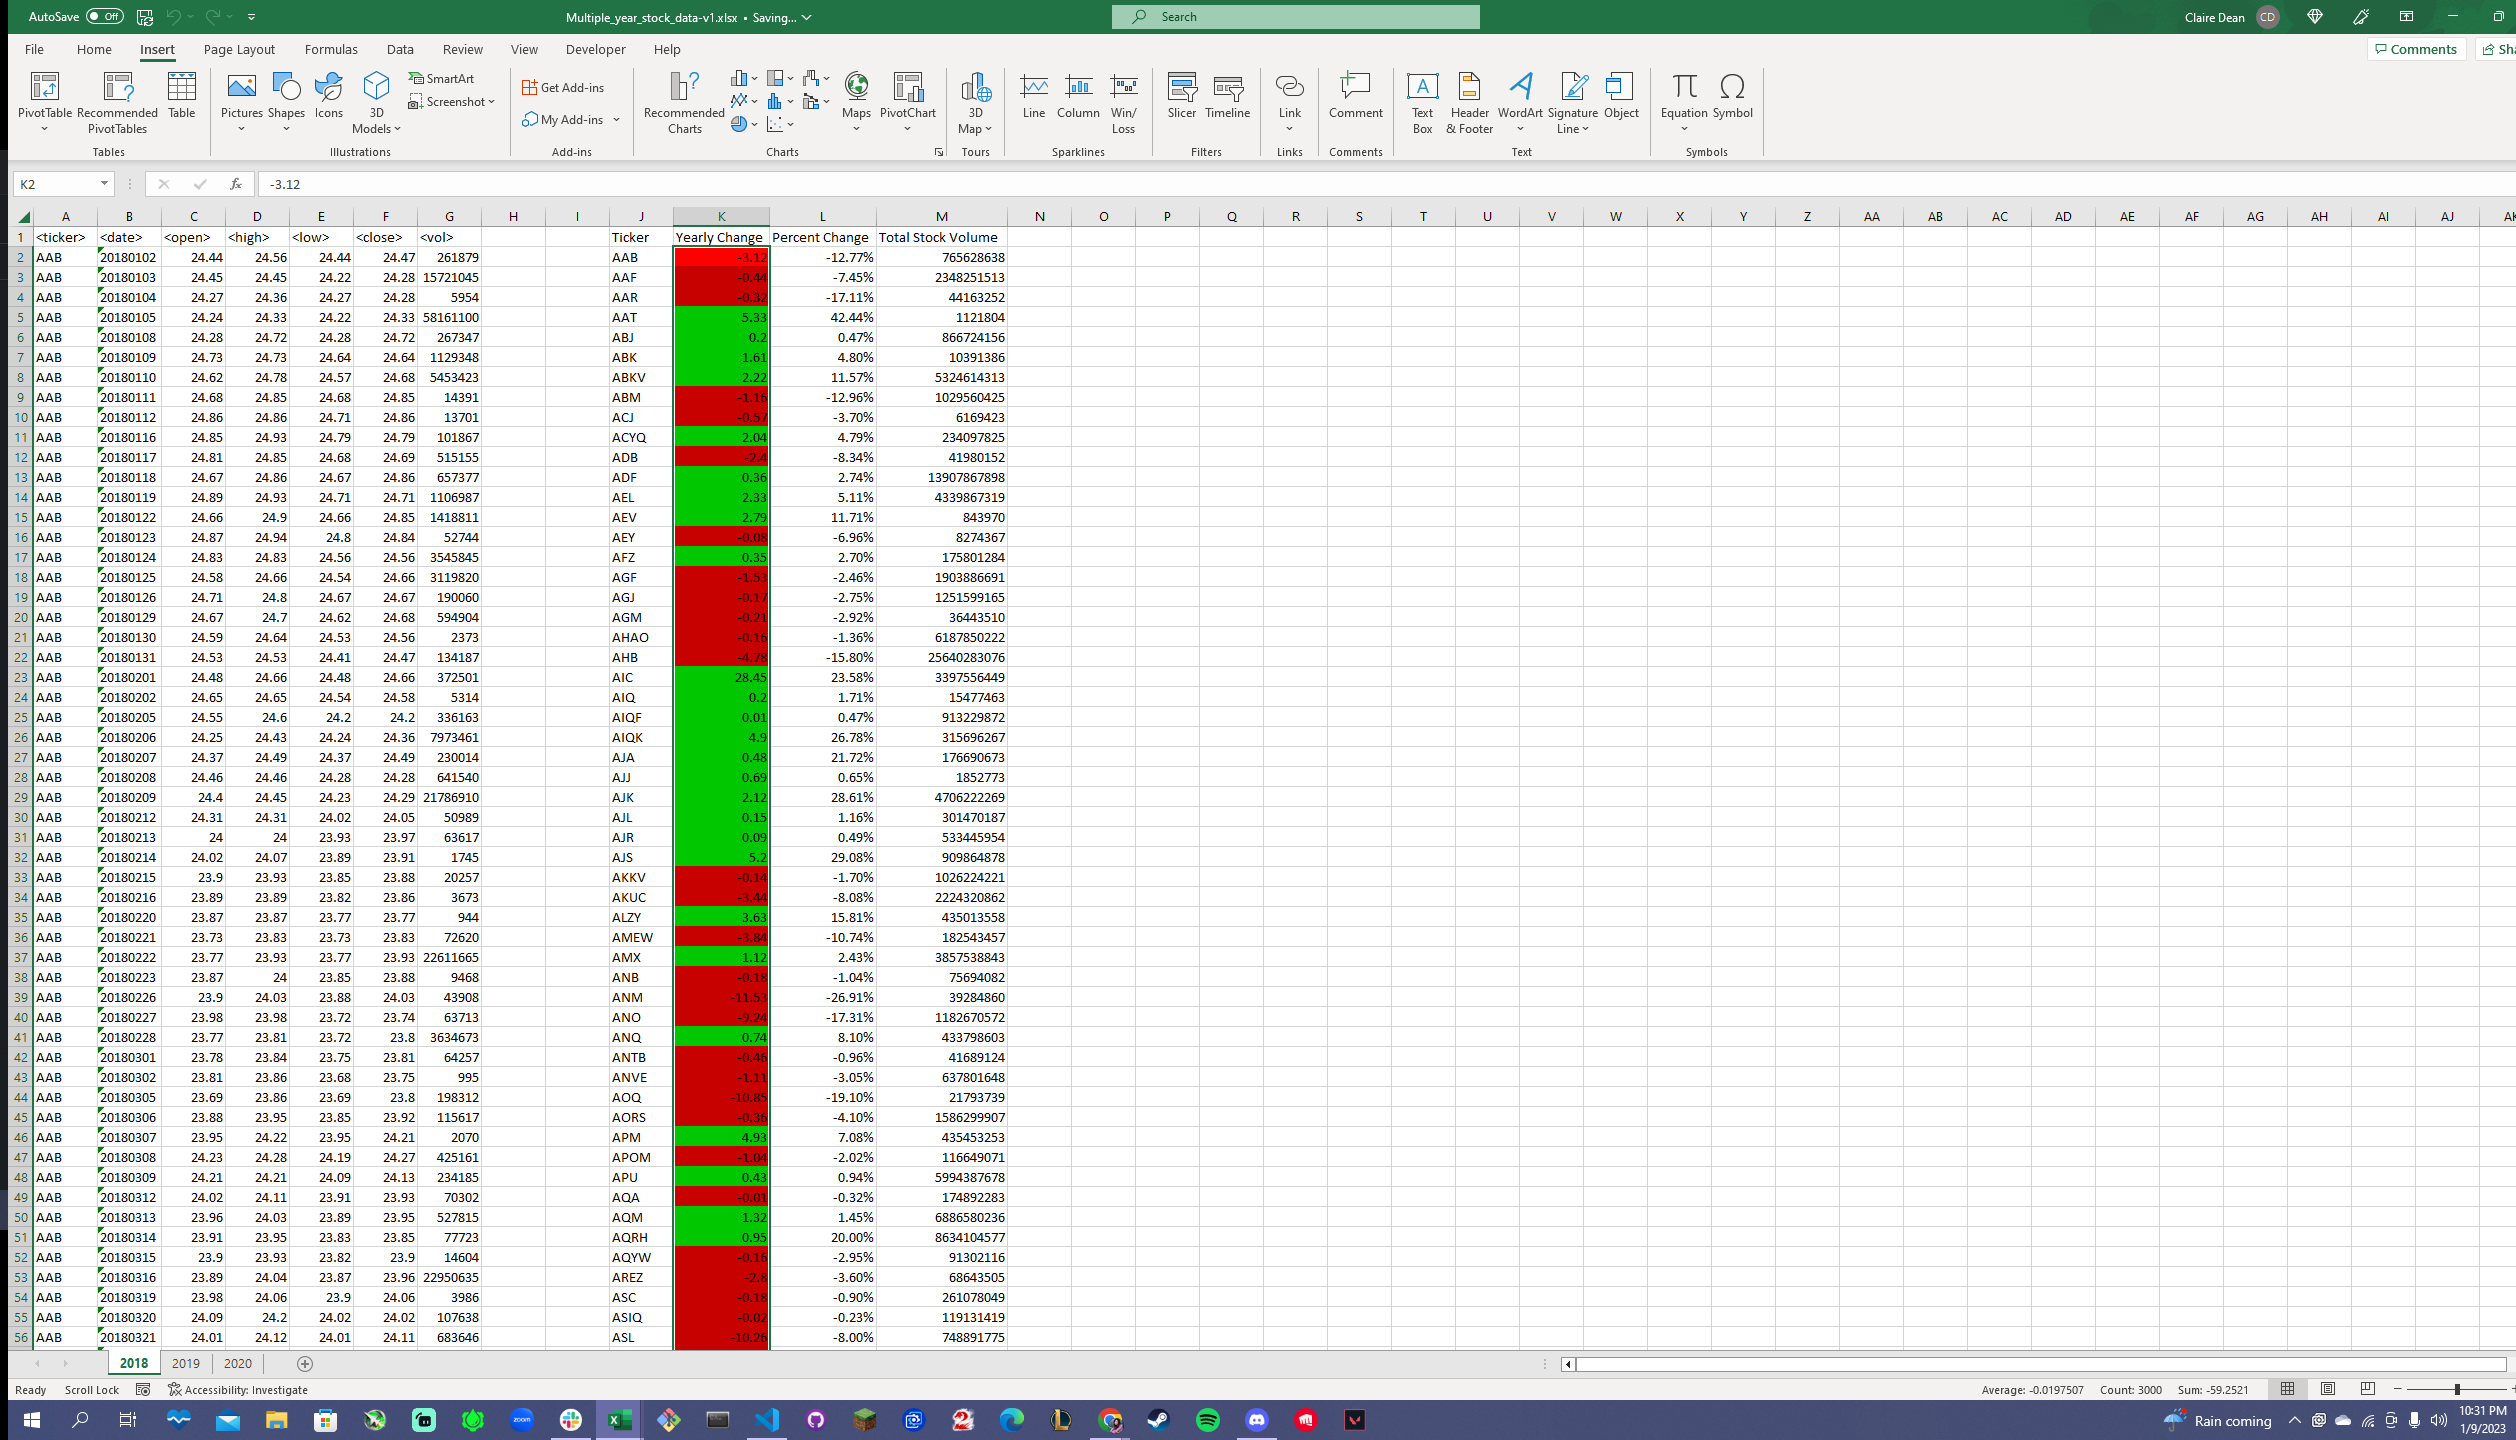 AutoSave Off Multiple_year_stock_data-v1.xlsx • Saving... Search Claire Dean CD
File Home Insert Page Layout Formulas Data Review View Developer Help Comments
PivotTable Recommended PivotTables Table Pictures Shapes Icons 3D Models SmartArt Screenshot Get Add-ins My Add-ins Recommended Charts Maps PivotChart 3D Map Line Column Win/Loss Slicer Timeline Link Comment Text Box Header & Footer WordArt Signature Line Object Equation Symbol
Tables Illustrations Add-ins Charts Tours Sparklines Filters Links Comments Text Symbols
K2 fx -3.12
A B C D E F G H I J K L M N O P Q R S T U V W X Y Z AA AB AC AD AE AF AG AH AI AJ
1 <ticker> <date> <open> <high> <low> <close> <vol> Ticker Yearly Change Percent Change Total Stock Volume
2 AAB 20180102 24.44 24.56 24.44 24.47 261879 AAB -3.12 -12.77% 765628638
3 AAB 20180103 24.45 24.45 24.22 24.28 15721045 AAF -0.44 -7.45% 2348251513
4 AAB 20180104 24.27 24.36 24.27 24.28 5954 AAR -0.32 -17.11% 44163252
5 AAB 20180105 24.24 24.33 24.22 24.33 58161100 AAT 5.33 42.44% 1121804
6 AAB 20180108 24.28 24.72 24.28 24.72 267347 ABJ 0.2 0.47% 866724156
7 AAB 20180109 24.73 24.73 24.64 24.64 1129348 ABK 1.61 4.80% 10391386
8 AAB 20180110 24.62 24.78 24.57 24.68 5453423 ABKV 2.22 11.57% 5324614313
9 AAB 20180111 24.68 24.85 24.68 24.85 14391 ABM -1.16 -12.96% 1029560425
10 AAB 20180112 24.86 24.86 24.71 24.86 13701 ACJ -0.57 -3.70% 6169423
11 AAB 20180116 24.85 24.93 24.79 24.79 101867 ACYQ 2.04 4.79% 234097825
12 AAB 20180117 24.81 24.85 24.68 24.69 515155 ADB -2.4 -8.34% 41980152
13 AAB 20180118 24.67 24.86 24.67 24.86 657377 ADF 0.36 2.74% 13907867898
14 AAB 20180119 24.89 24.93 24.71 24.71 1106987 AEL 2.33 5.11% 4339867319
15 AAB 20180122 24.66 24.9 24.66 24.85 1418811 AEV 2.79 11.71% 843970
16 AAB 20180123 24.87 24.94 24.8 24.84 52744 AEY -0.08 -6.96% 8274367
17 AAB 20180124 24.83 24.83 24.56 24.56 3545845 AFZ 0.35 2.70% 175801284
18 AAB 20180125 24.58 24.66 24.54 24.66 3119820 AGF -1.53 -2.46% 1903886691
19 AAB 20180126 24.71 24.8 24.67 24.67 190060 AGJ -0.17 -2.75% 1251599165
20 AAB 20180129 24.67 24.7 24.62 24.68 594904 AGM -0.21 -2.92% 36443510
21 AAB 20180130 24.59 24.64 24.53 24.56 2373 AHAO -0.16 -1.36% 6187850222
22 AAB 20180131 24.53 24.53 24.41 24.47 134187 AHB -4.78 -15.80% 25640283076
23 AAB 20180201 24.48 24.66 24.48 24.66 372501 AIC 28.45 23.58% 3397556449
24 AAB 20180202 24.65 24.65 24.54 24.58 5314 AIQ 0.2 1.71% 15477463
25 AAB 20180205 24.55 24.6 24.2 24.2 336163 AIQF 0.01 0.47% 913229872
26 AAB 20180206 24.25 24.43 24.24 24.36 7973461 AIQK 4.9 26.78% 315696267
27 AAB 20180207 24.37 24.49 24.37 24.49 230014 AJA 0.48 21.72% 176690673
28 AAB 20180208 24.46 24.46 24.28 24.28 641540 AJJ 0.69 0.65% 1852773
29 AAB 20180209 24.4 24.45 24.23 24.29 21786910 AJK 2.12 28.61% 4706222269
30 AAB 20180212 24.31 24.31 24.02 24.05 50989 AJL 0.15 1.16% 301470187
31 AAB 20180213 24 24 23.93 23.97 63617 AJR 0.09 0.49% 533445954
32 AAB 20180214 24.02 24.07 23.89 23.91 1745 AJS 5.2 29.08% 909864878
33 AAB 20180215 23.9 23.93 23.85 23.88 20257 AKKV -0.14 -1.70% 1026224221
34 AAB 20180216 23.89 23.89 23.82 23.86 3673 AKUC -3.44 -8.08% 2224320862
35 AAB 20180220 23.87 23.87 23.77 23.77 944 ALZY 3.63 15.81% 435013558
36 AAB 20180221 23.73 23.83 23.73 23.83 72620 AMEW -3.84 -10.74% 182543457
37 AAB 20180222 23.77 23.93 23.77 23.93 22611665 AMX 1.12 2.43% 3857538843
38 AAB 20180223 23.87 24 23.85 23.88 9468 ANB -0.18 -1.04% 75694082
39 AAB 20180226 23.9 24.03 23.88 24.03 43908 ANM -11.53 -26.91% 39284860
40 AAB 20180227 23.98 23.98 23.72 23.74 63713 ANO -9.24 -17.31% 1182670572
41 AAB 20180228 23.77 23.81 23.72 23.8 3634673 ANQ 0.74 8.10% 433798603
42 AAB 20180301 23.78 23.84 23.75 23.81 64257 ANTB -0.46 -0.96% 41689124
43 AAB 20180302 23.81 23.86 23.68 23.75 995 ANVE -1.11 -3.05% 637801648
44 AAB 20180305 23.69 23.86 23.69 23.8 198312 AOQ -10.85 -19.10% 21793739
45 AAB 20180306 23.88 23.95 23.85 23.92 115617 AORS -0.36 -4.10% 1586299907
46 AAB 20180307 23.95 24.22 23.95 24.21 2070 APM 4.93 7.08% 435453253
47 AAB 20180308 24.23 24.28 24.19 24.27 425161 APOM -1.04 -2.02% 116649071
48 AAB 20180309 24.21 24.21 24.09 24.13 234185 APU 0.43 0.94% 5994387678
49 AAB 20180312 24.02 24.11 23.91 23.93 70302 AQA -0.01 -0.32% 174892283
50 AAB 20180313 23.96 24.03 23.89 23.95 527815 AQM 1.32 1.45% 6886580236
51 AAB 20180314 23.91 23.95 23.83 23.85 77723 AQRH 0.95 20.00% 8634104577
52 AAB 20180315 23.9 23.93 23.82 23.9 14604 AQYW -0.16 -2.95% 91302116
53 AAB 20180316 23.89 24.04 23.87 23.96 22950635 AREZ -2.8 -3.60% 68643505
54 AAB 20180319 23.98 24.06 23.9 24.06 3986 ASC -0.18 -0.90% 261078049
55 AAB 20180320 24.09 24.2 24.02 24.02 107638 ASIQ -0.02 -0.23% 119131419
56 AAB 20180321 24.01 24.12 24.01 24.11 683646 ASL -10.26 -8.00% 748891775
2018 2019 2020
Ready Scroll Lock Accessibility: Investigate Average: -0.0197507 Count: 3000 Sum: -59.2521
zoom Rain coming 10:31 PM
1/9/2023